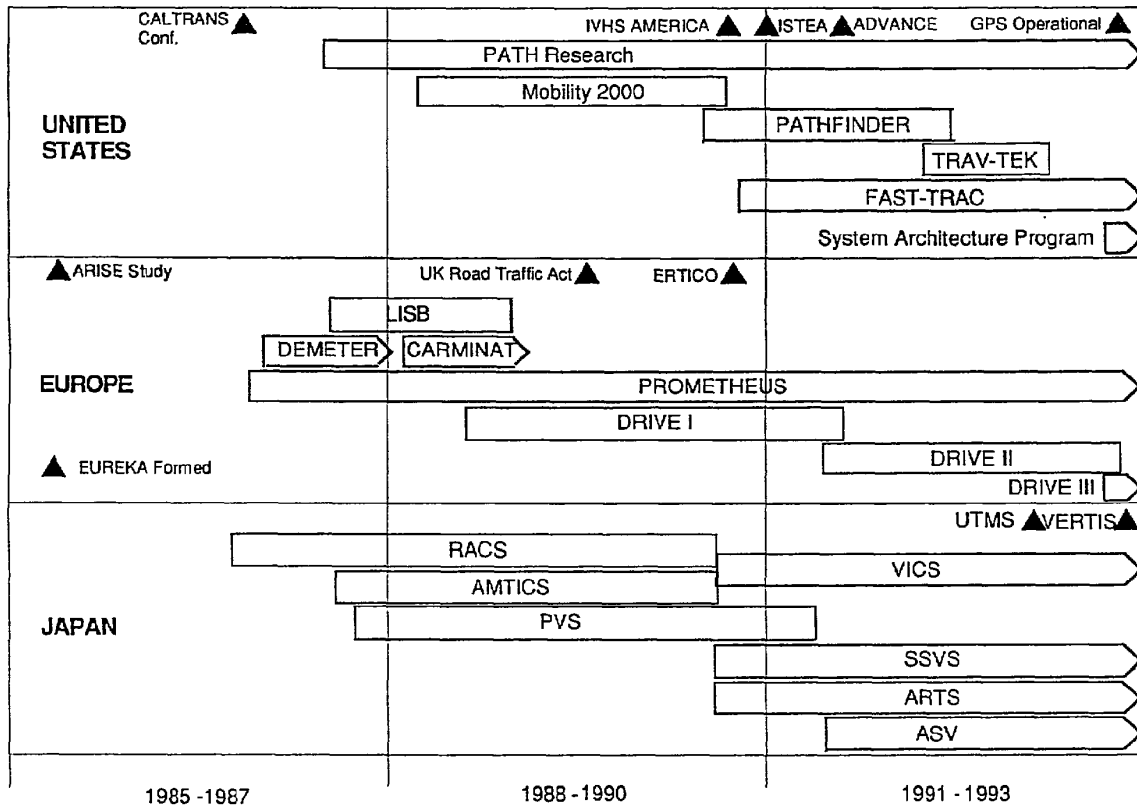 CALTRANS
Conf.
IVHS AMERICA
ISTEA
ADVANCE
GPS Operational
PATH Research
Mobility 2000
PATHFINDER
UNITED
STATES
TRAV-TEK
FAST-TRAC
System Architecture Program
ARISE Study
UK Road Traffic Act
ERTICO
LISB
DEMETER
CARMINAT
EUROPE
PROMETHEUS
DRIVE I
DRIVE II
EUREKA Formed
DRIVE III
UTMS
VERTIS
RACS
VICS
AMTICS
JAPAN
PVS
SSVS
ARTS
ASV
1985 -1987
1988 -1990
1991 - 1993